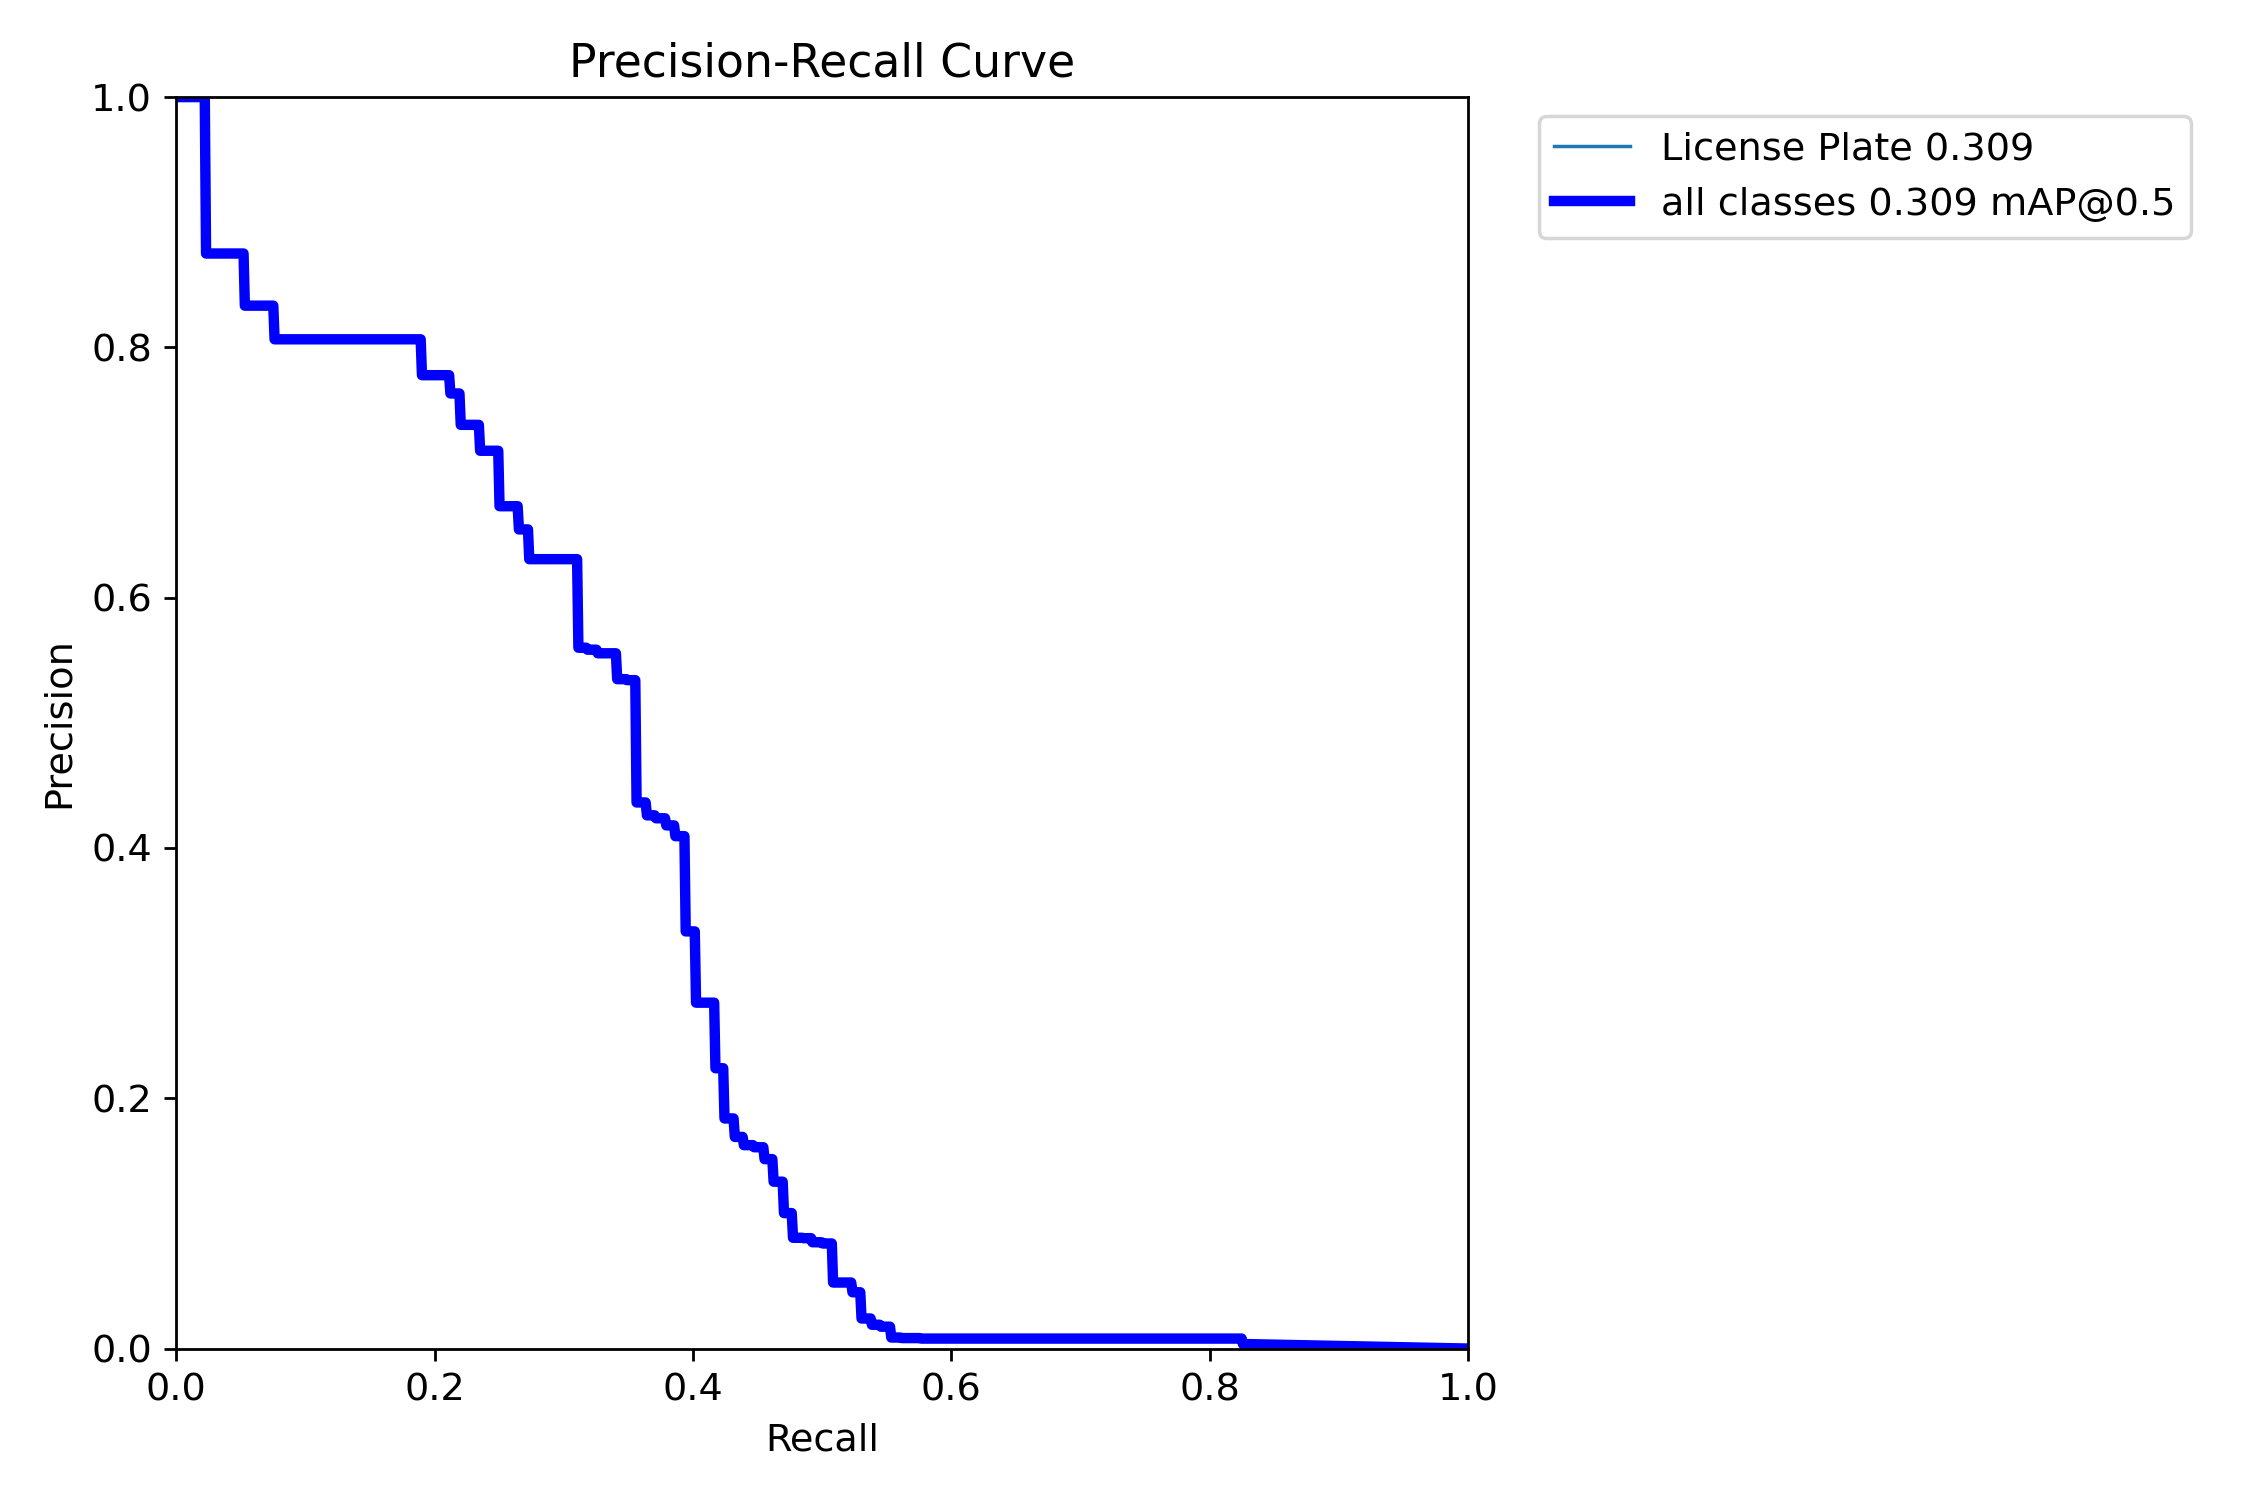 Precision-Recall Curve
License Plate 0.309
all classes 0.309 mAP@0.5
Precision
1.0
0.8
0.6
0.4
0.2
0.0
0.0 0.2 0.4 0.6 0.8 1.0
Recall